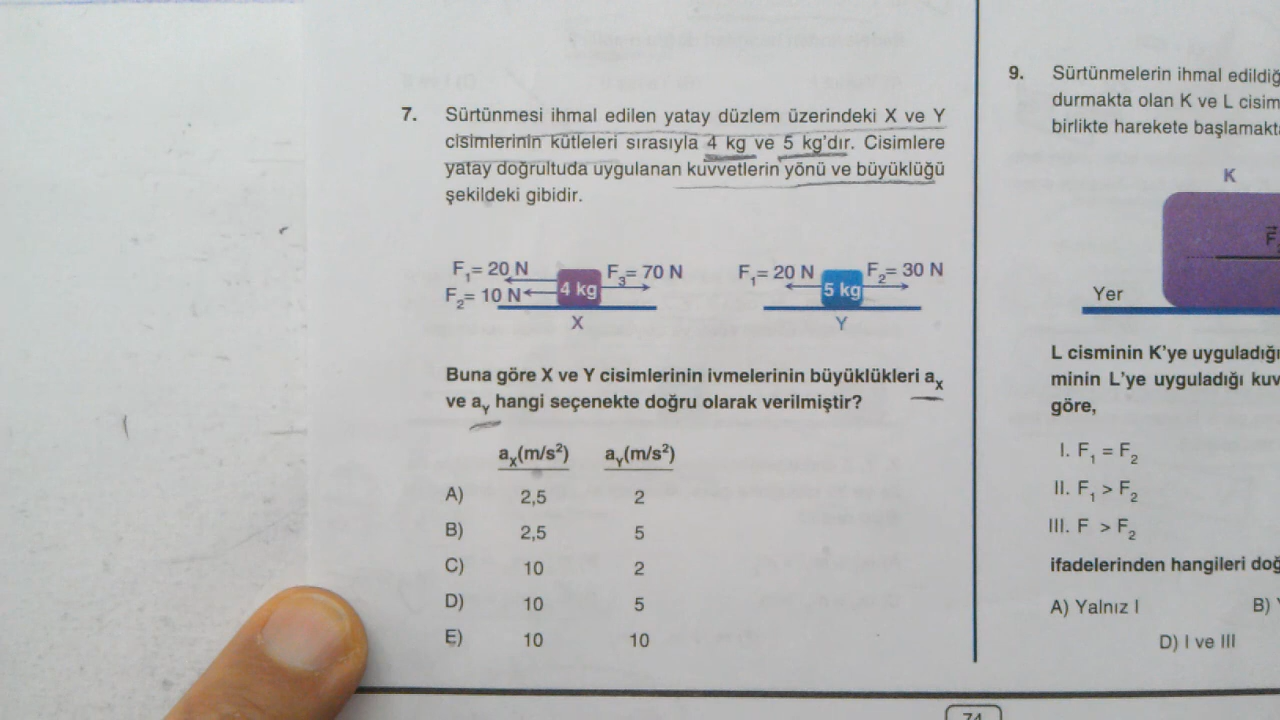 7. Sürtünmesi ihmal edilen yatay düzlem üzerindeki X ve Y
cisimlerinin kütleleri sırasıyla 4 kg ve 5 kg'dır. Cisimlere
yatay doğrultuda uygulanan kuvvetlerin yönü ve büyüklüğü
şekildeki gibidir.
F₁= 20 N F₃= 70 N
F₂= 10 N 4 kg
X
F₁= 20 N F₂= 30 N
5 kg
Y
Buna göre X ve Y cisimlerinin ivmelerinin büyüklükleri aₓ
ve aᵧ hangi seçenekte doğru olarak verilmiştir?
aₓ(m/s²) aᵧ(m/s²)
A) 2,5 2
B) 2,5 5
C) 10 2
D) 10 5
E) 10 10
9. Sürtünmelerin ihmal edildiğ
durmakta olan K ve L cisim
birlikte harekete başlamakt
K
F
Yer
L cisminin K'ye uyguladığı
minin L'ye uyguladığı kuv
göre,
I. F₁ = F₂
II. F₁ > F₂
III. F > F₂
ifadelerinden hangileri doğ
A) Yalnız I B)
D) I ve III
74